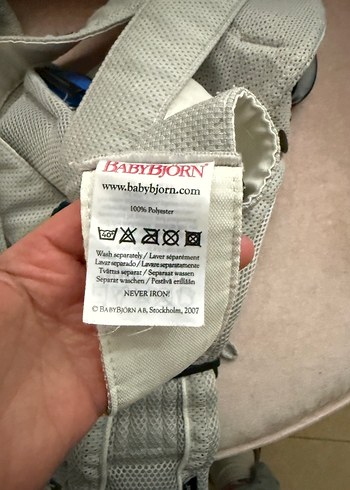 BABYBJÖRN
www.babybjorn.com
100% Polyester
40°
Wash separately / Laver séparément
Lavar separado / Lavare separatamente
Tvättas separat / Separaat wassen
Separat waschen / Pestävä erillään
NEVER IRON!
© BABYBJÖRN AB, Stockholm, 2007